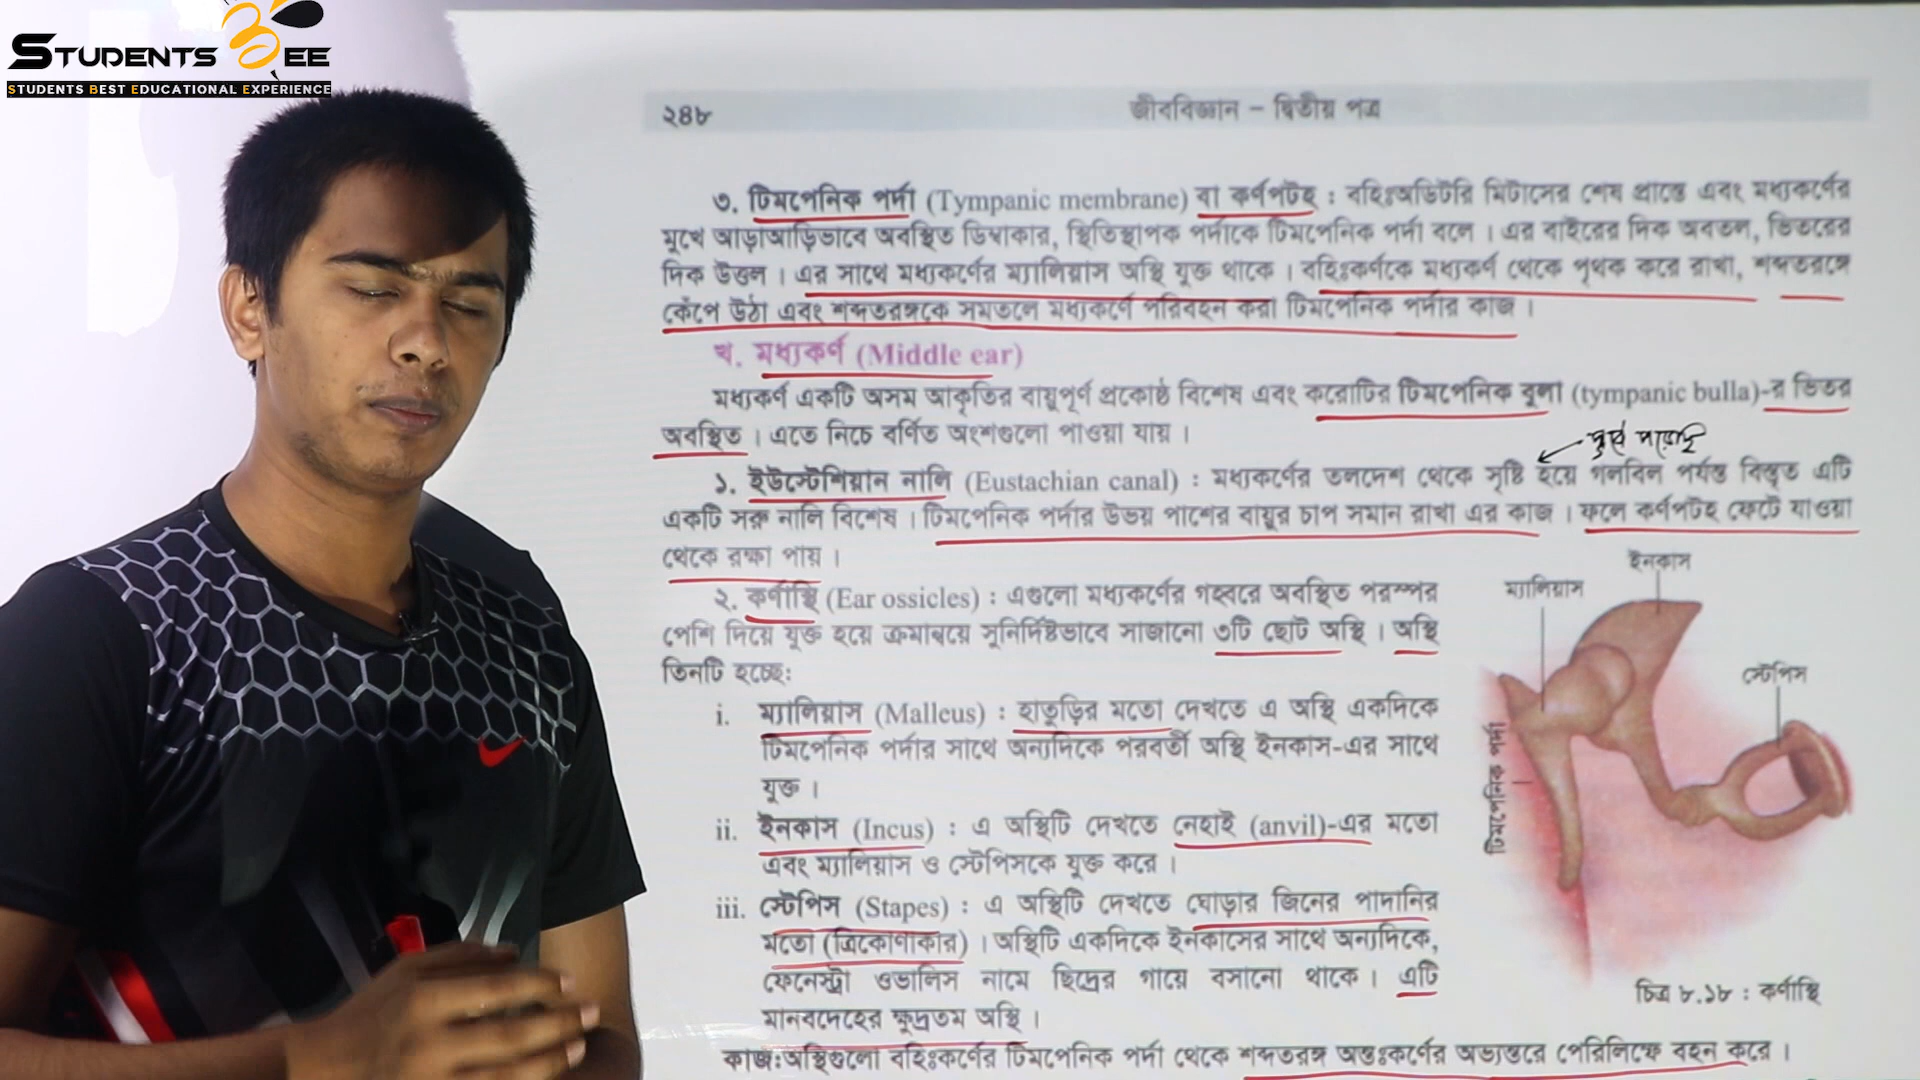 STUDENTS BEE
STUDENTS BEST EDUCATIONAL EXPERIENCE
২৪৮
জীববিজ্ঞান – দ্বিতীয় পত্র
৩. টিমপেনিক পর্দা (Tympanic membrane) বা কর্ণপটহ : বহিঃঅডিটরি মিটাসের শেষ প্রান্তে এবং মধ্যকর্ণের
মুখে আড়াআড়িভাবে অবস্থিত ডিম্বাকার, স্থিতিস্থাপক পর্দাকে টিমপেনিক পর্দা বলে । এর বাইরের দিক অবতল, ভিতরের
দিক উত্তল । এর সাথে মধ্যকর্ণের ম্যালিয়াস অস্থি যুক্ত থাকে । বহিঃকর্ণকে মধ্যকর্ণ থেকে পৃথক করে রাখা, শব্দতরঙ্গে
কেঁপে উঠা এবং শব্দতরঙ্গকে সমতলে মধ্যকর্ণে পরিবহন করা টিমপেনিক পর্দার কাজ ।
খ. মধ্যকর্ণ (Middle ear)
মধ্যকর্ণ একটি অসম আকৃতির বায়ুপূর্ণ প্রকোষ্ঠ বিশেষ এবং করোটির টিমপেনিক বুলা (tympanic bulla)-র ভিতর
অবস্থিত । এতে নিচে বর্ণিত অংশগুলো পাওয়া যায় ।
১. ইউস্টেশিয়ান নালি (Eustachian canal) : মধ্যকর্ণের তলদেশ থেকে সৃষ্টি হয়ে গলবিল পর্যন্ত বিস্তৃত এটি
একটি সরু নালি বিশেষ । টিমপেনিক পর্দার উভয় পাশের বায়ুর চাপ সমান রাখা এর কাজ । ফলে কর্ণপটহ ফেটে যাওয়া
থেকে রক্ষা পায় ।
২. কর্ণাস্থি (Ear ossicles) : এগুলো মধ্যকর্ণের গহ্বরে অবস্থিত পরস্পর
পেশি দিয়ে যুক্ত হয়ে ক্রমান্বয়ে সুনির্দিষ্টভাবে সাজানো ৩টি ছোট অস্থি । অস্থি
তিনটি হচ্ছে:
i. ম্যালিয়াস (Malleus) : হাতুড়ির মতো দেখতে এ অস্থি একদিকে
টিমপেনিক পর্দার সাথে অন্যদিকে পরবর্তী অস্থি ইনকাস-এর সাথে
যুক্ত ।
ii. ইনকাস (Incus) : এ অস্থিটি দেখতে নেহাই (anvil)-এর মতো
এবং ম্যালিয়াস ও স্টেপিসকে যুক্ত করে ।
iii. স্টেপিস (Stapes) : এ অস্থিটি দেখতে ঘোড়ার জিনের পাদানির
মতো (ত্রিকোণাকার) । অস্থিটি একদিকে ইনকাসের সাথে অন্যদিকে,
ফেনেস্ট্রা ওভালিস নামে ছিদ্রের গায়ে বসানো থাকে । এটি
মানবদেহের ক্ষুদ্রতম অস্থি ।
কাজ:অস্থিগুলো বহিঃকর্ণের টিমপেনিক পর্দা থেকে শব্দতরঙ্গ অন্তঃকর্ণের অভ্যন্তরে পেরিলিম্ফে বহন করে ।
ইনকাস
ম্যালিয়াস
স্টেপিস
টিমপেনিক পর্দা
চিত্র ৮.১৮ : কর্ণাস্থি